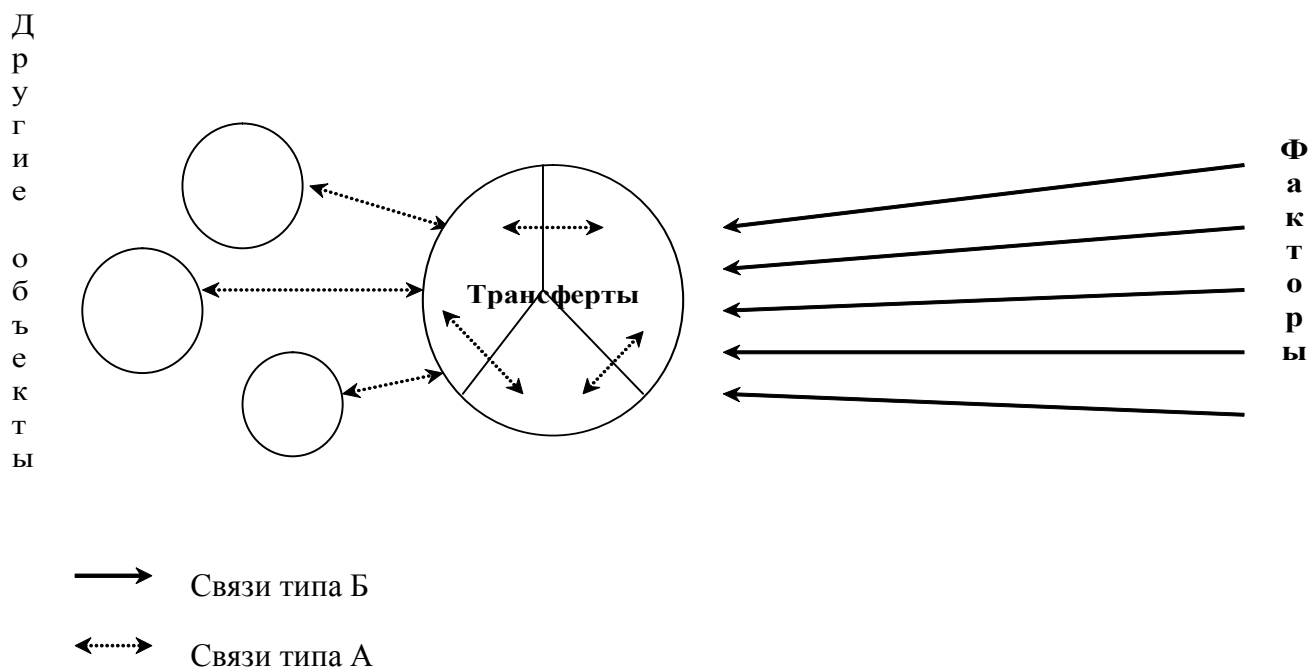 Другие объекты
Трансферты
Факторы
Связи типа Б
Связи типа А